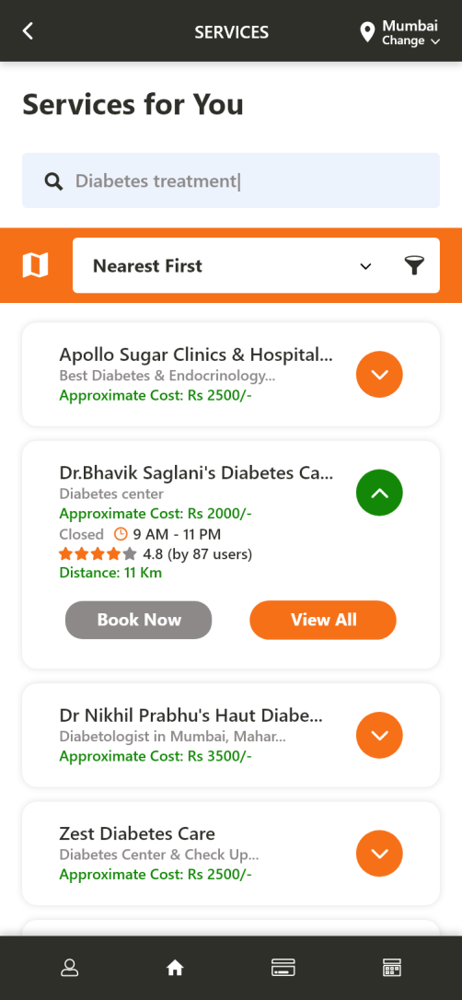 SERVICES
Mumbai
Change
Services for You
Diabetes treatment
Nearest First
Apollo Sugar Clinics & Hospital...
Best Diabetes & Endocrinology...
Approximate Cost: Rs 2500/-
Dr.Bhavik Saglani's Diabetes Ca...
Diabetes center
Approximate Cost: Rs 2000/-
Closed 9 AM - 11 PM
4.8 (by 87 users)
Distance: 11 Km
Book Now
View All
Dr Nikhil Prabhu's Haut Diabe...
Diabetologist in Mumbai, Mahar...
Approximate Cost: Rs 3500/-
Zest Diabetes Care
Diabetes Center & Check Up...
Approximate Cost: Rs 2500/-